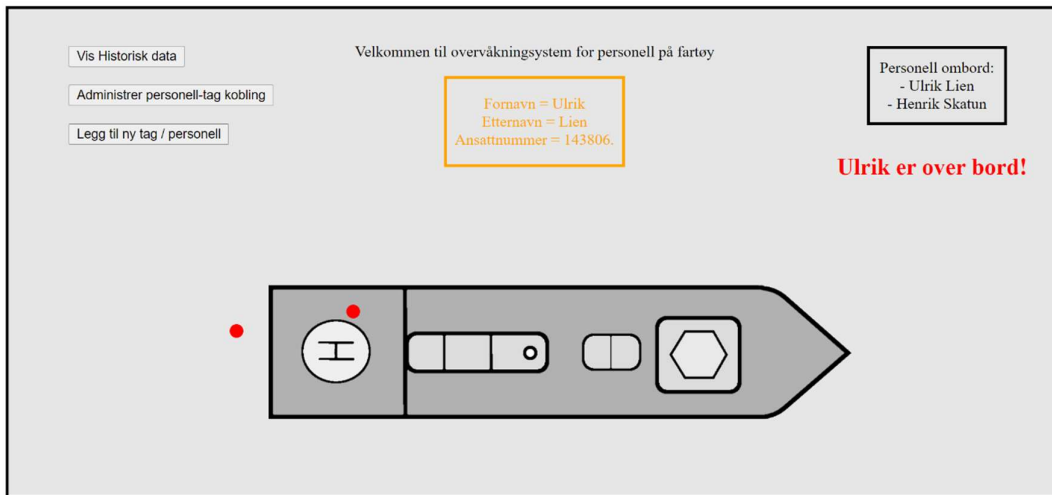 Vis Historisk data
Administrer personell-tag kobling
Legg til ny tag / personell
Velkommen til overvåkningsystem for personell på fartøy
Fornavn = Ulrik
Etternavn = Lien
Ansattnummer = 143806.
Personell ombord:
- Ulrik Lien
- Henrik Skatun
Ulrik er over bord!
H